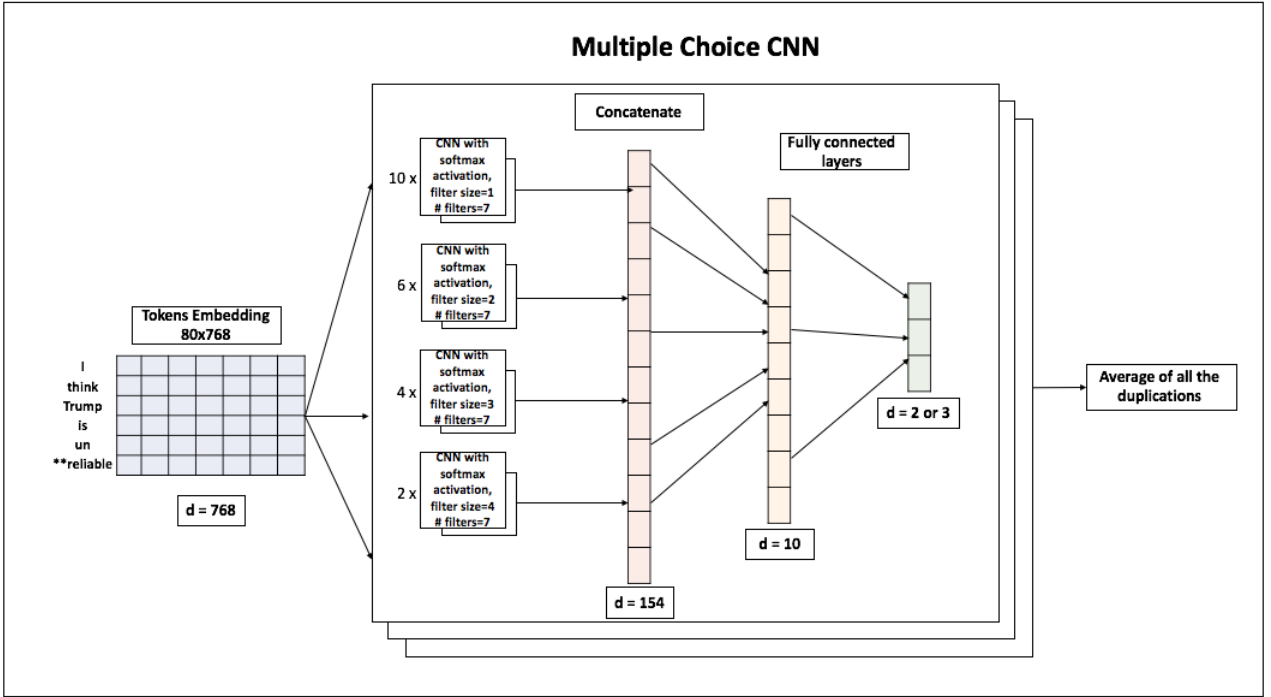 Multiple Choice CNN
Concatenate
Fully connected
layers
10 x
CNN with
softmax
activation,
filter size=1
# filters=7
6 x
CNN with
softmax
activation,
filter size=2
# filters=7
4 x
CNN with
softmax
activation,
filter size=3
# filters=7
2 x
CNN with
softmax
activation,
filter size=4
# filters=7
Tokens Embedding
80x768
I
think
Trump
is
un
**reliable
d = 768
d = 154
d = 10
d = 2 or 3
Average of all the
duplications